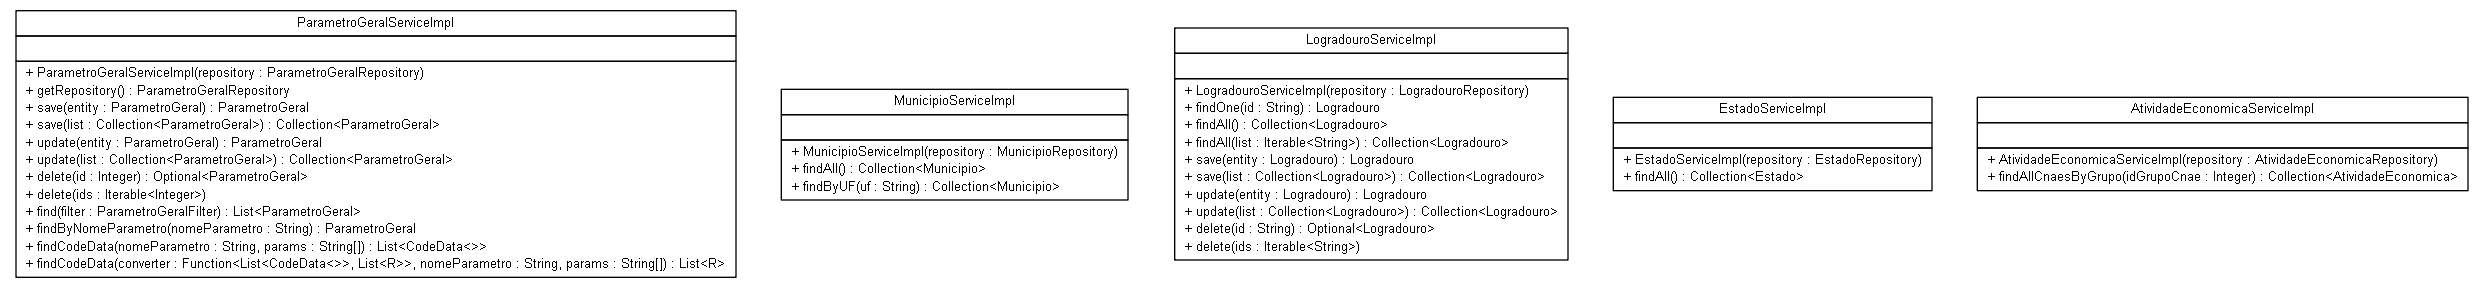 ParametroGeralServiceImpl
+ ParametroGeralServiceImpl(repository : ParametroGeralRepository)
+ getRepository() : ParametroGeralRepository
+ save(entity : ParametroGeral) : ParametroGeral
+ save(list : Collection<ParametroGeral>) : Collection<ParametroGeral>
+ update(entity : ParametroGeral) : ParametroGeral
+ update(list : Collection<ParametroGeral>) : Collection<ParametroGeral>
+ delete(id : Integer) : Optional<ParametroGeral>
+ delete(ids : Iterable<Integer>)
+ find(filter : ParametroGeralFilter) : List<ParametroGeral>
+ findByNomeParametro(nomeParametro : String) : ParametroGeral
+ findCodeData(nomeParametro : String, params : String[]) : List<CodeData<>>
+ findCodeData(converter : Function<List<CodeData<>>, List<R>>, nomeParametro : String, params : String[]) : List<R>
MunicipioServiceImpl
+ MunicipioServiceImpl(repository : MunicipioRepository)
+ findAll() : Collection<Municipio>
+ findByUF(uf : String) : Collection<Municipio>
LogradouroServiceImpl
+ LogradouroServiceImpl(repository : LogradouroRepository)
+ findOne(id : String) : Logradouro
+ findAll() : Collection<Logradouro>
+ findAll(list : Iterable<String>) : Collection<Logradouro>
+ save(entity : Logradouro) : Logradouro
+ save(list : Collection<Logradouro>) : Collection<Logradouro>
+ update(entity : Logradouro) : Logradouro
+ update(list : Collection<Logradouro>) : Collection<Logradouro>
+ delete(id : String) : Optional<Logradouro>
+ delete(ids : Iterable<String>)
EstadoServiceImpl
+ EstadoServiceImpl(repository : EstadoRepository)
+ findAll() : Collection<Estado>
AtividadeEconomicaServiceImpl
+ AtividadeEconomicaServiceImpl(repository : AtividadeEconomicaRepository)
+ findAllCnaesByGrupo(idGrupoCnae : Integer) : Collection<AtividadeEconomica>